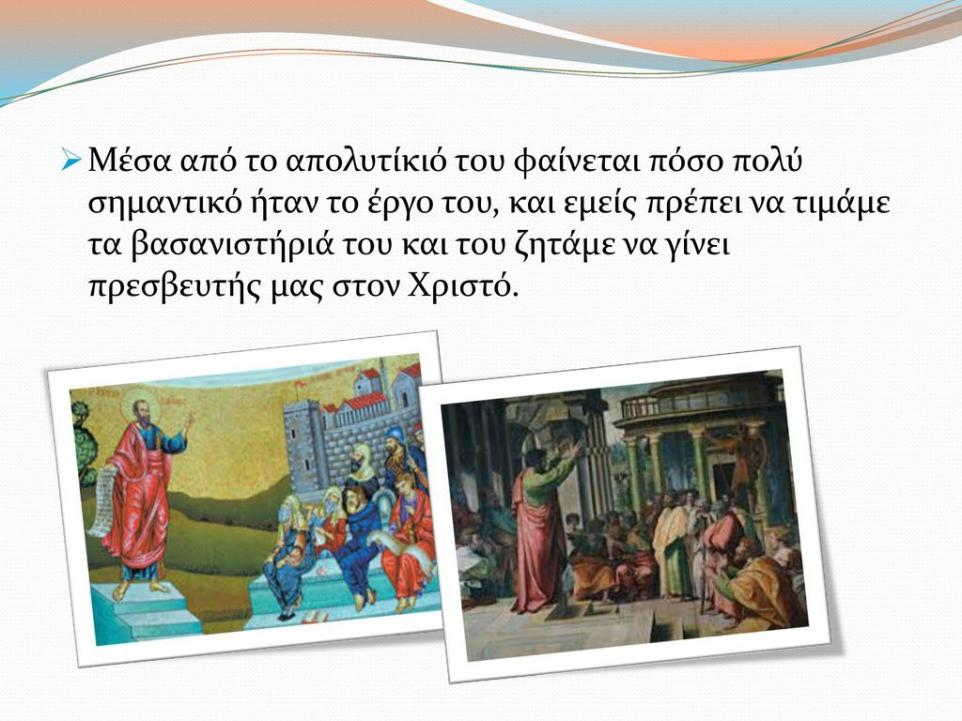 Μέσα από το απολυτίκιό του φαίνεται πόσο πολύ
σημαντικό ήταν το έργο του, και εμείς πρέπει να τιμάμε
τα βασανιστήριά του και του ζητάμε να γίνει
πρεσβευτής μας στον Χριστό.